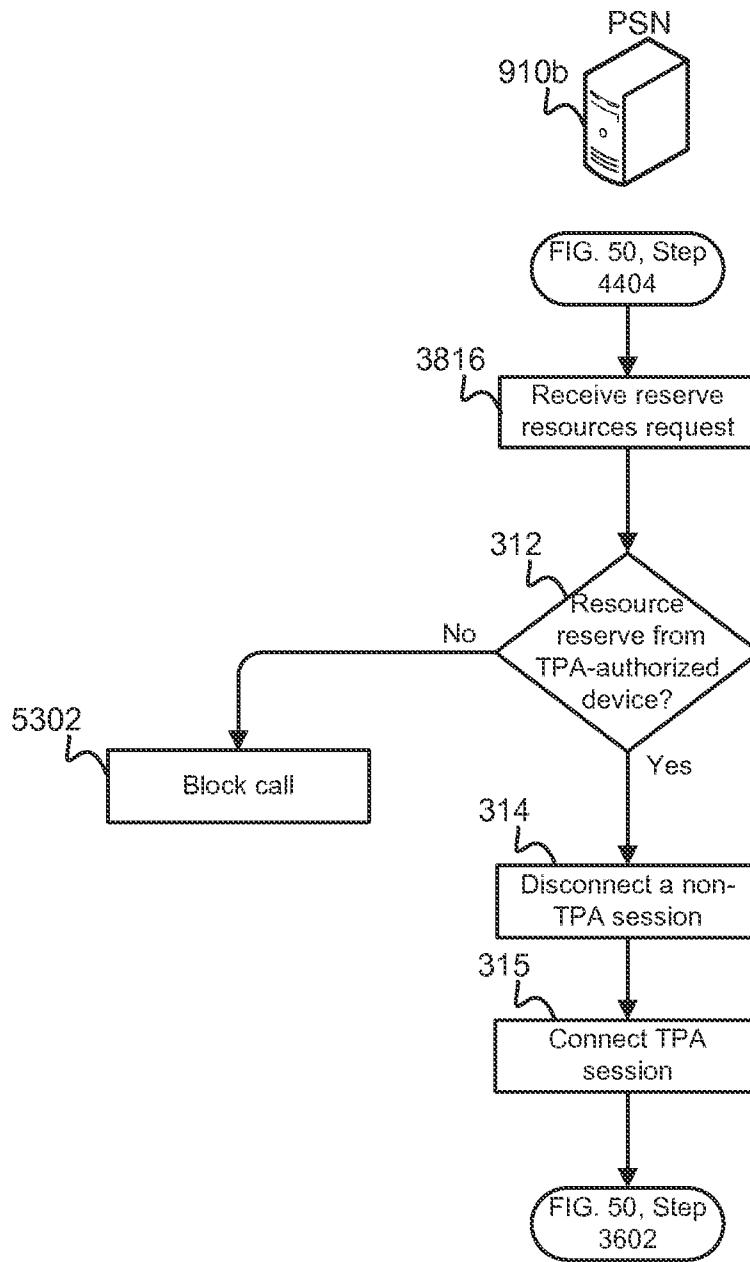 PSN
910b
FIG. 50, Step
4404
3816
Receive reserve
resources request
312
Resource
reserve from
TPA-authorized
device?
No
Yes
5302
Block call
314
Disconnect a non-
TPA session
315
Connect TPA
session
FIG. 50, Step
3602